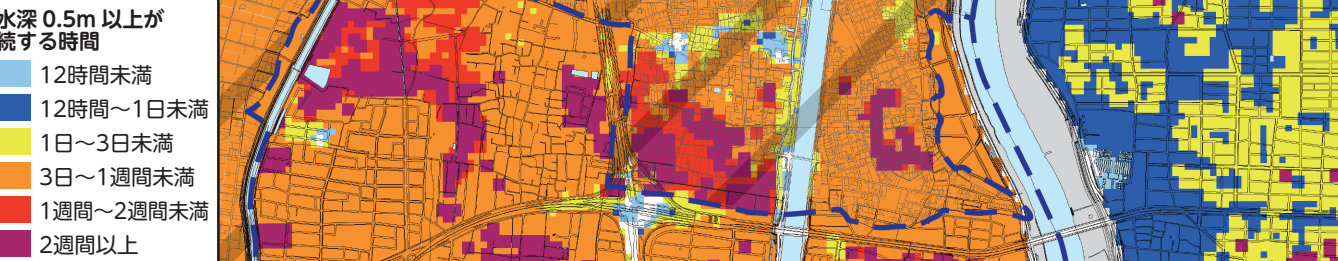 水深 0.5m 以上が
続する時間
12時間未満
12時間～1日未満
1日～3日未満
3日～1週間未満
1週間～2週間未満
2週間以上